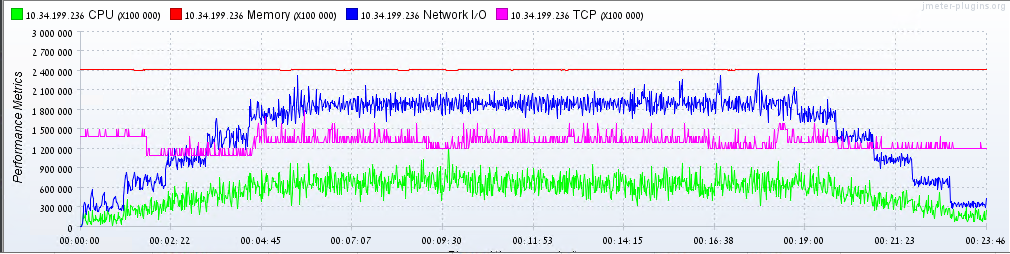 10.34.199.236 CPU (X100 000) 10.34.199.236 Memory (X100 000) 10.34.199.236 Network I/O 10.34.199.236 TCP (X100 000)
jmeter-plugins.org
Performance Metrics
3 000 000
2 700 000
2 400 000
2 100 000
1 800 000
1 500 000
1 200 000
900 000
600 000
300 000
0
00:00:00 00:02:22 00:04:45 00:07:07 00:09:30 00:11:53 00:14:15 00:16:38 00:19:00 00:21:23 00:23:46